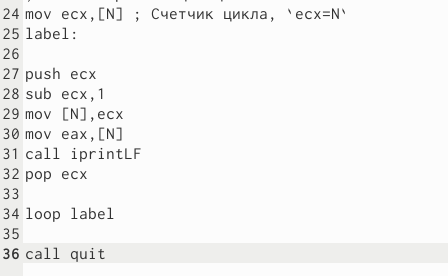 24 mov ecx,[N] ; Счетчик цикла, `ecx=N`
25 label:
26
27 push ecx
28 sub ecx,1
29 mov [N],ecx
30 mov eax,[N]
31 call iprintLF
32 pop ecx
33
34 loop label
35
36 call quit